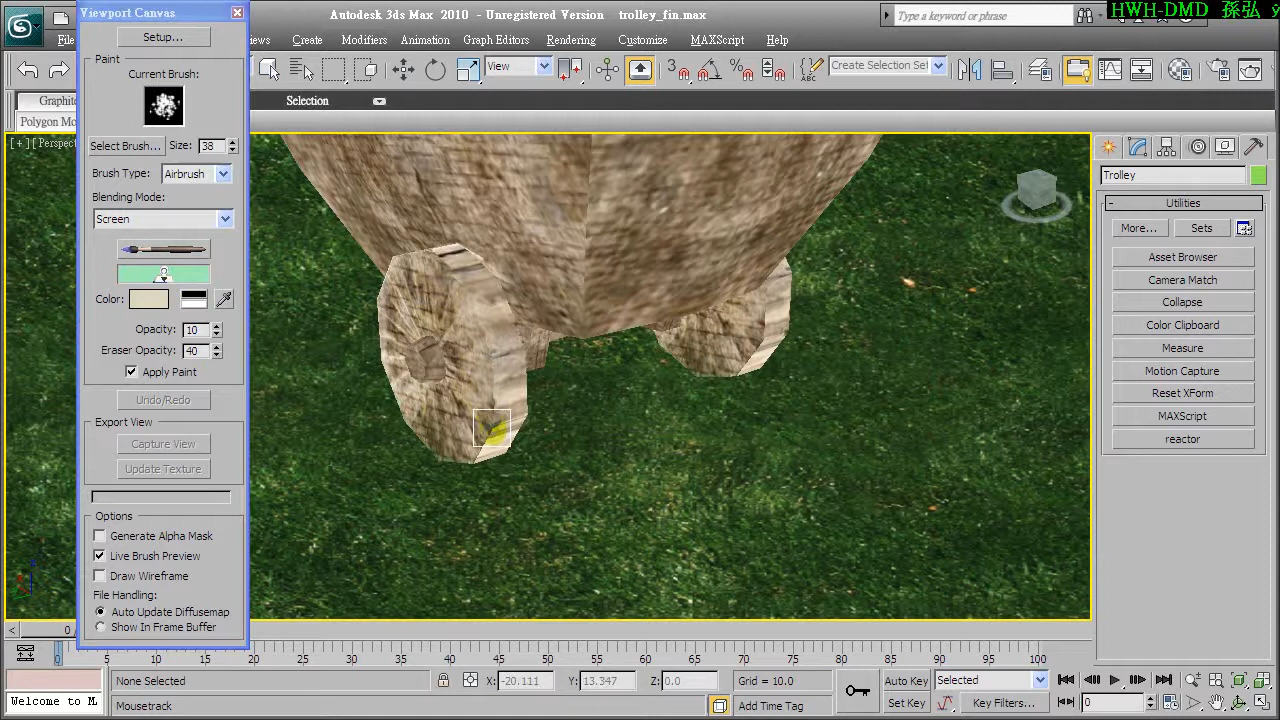 Viewport Canvas
Autodesk 3ds Max 2010 - Unregistered Version trolley_fin.max
Type a keyword or phrase
HWH-DMD 孫弘
Create Modifiers Animation Graph Editors Rendering Customize MAXScript Help
Setup...
Paint
Current Brush:
View
Create Selection Set
Graphite
Selection
Polygon Mo
[ + ] [ Perspect
Select Brush... Size: 38
Brush Type: Airbrush
Blending Mode:
Screen
Color:
Opacity: 10
Eraser Opacity: 40
Apply Paint
Undo/Redo
Export View
Capture View
Update Texture
Options
Generate Alpha Mask
Live Brush Preview
Draw Wireframe
File Handling:
Auto Update Diffusemap
Show In Frame Buffer
Trolley
Utilities
More... Sets
Asset Browser
Camera Match
Collapse
Color Clipboard
Measure
Motion Capture
Reset XForm
MAXScript
reactor
0
0 5 10 15 20 25 30 35 40 45 50 55 60 65 70 75 80 85 90 95 100
None Selected X: -20.111 Y: 13.347 Z: 0.0 Grid = 10.0 Auto Key Selected
Welcome to M
Mousetrack Add Time Tag Set Key Key Filters... 0